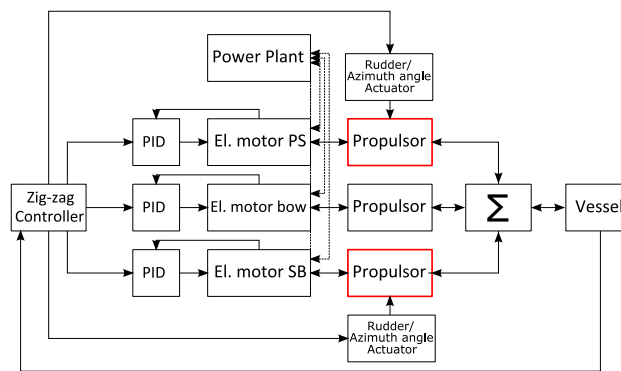 Power Plant
Rudder/
Azimuth angle
Actuator
PID
El. motor PS
Propulsor
Zig-zag
Controller
PID
El. motor bow
Propulsor
Σ
Vessel
PID
El. motor SB
Propulsor
Rudder/
Azimuth angle
Actuator